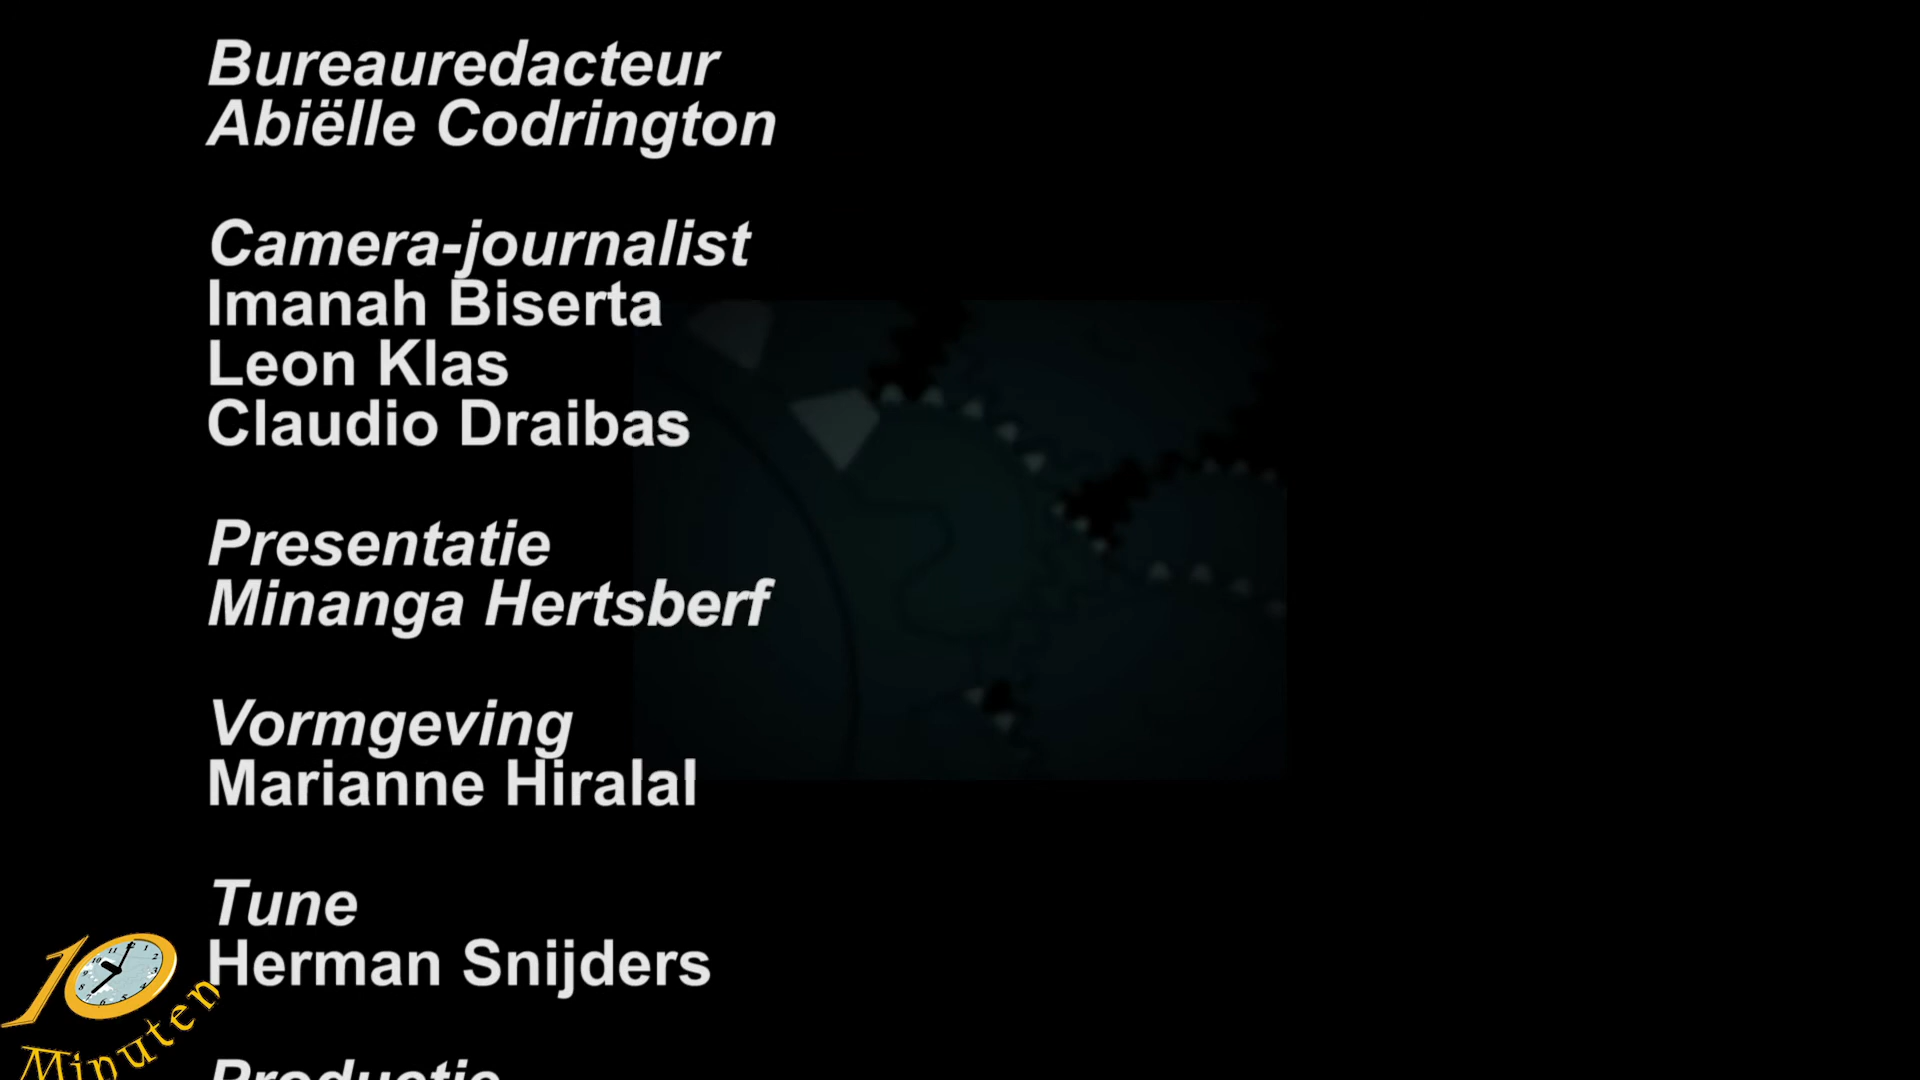 Bureauredacteur
Abiëlle Codrington
Camera-journalist
Imanah Biserta
Leon Klas
Claudio Draibas
Presentatie
Minanga Hertsberf
Vormgeving
Marianne Hiralal
Tune
Herman Snijders
10
Minuten
Productie